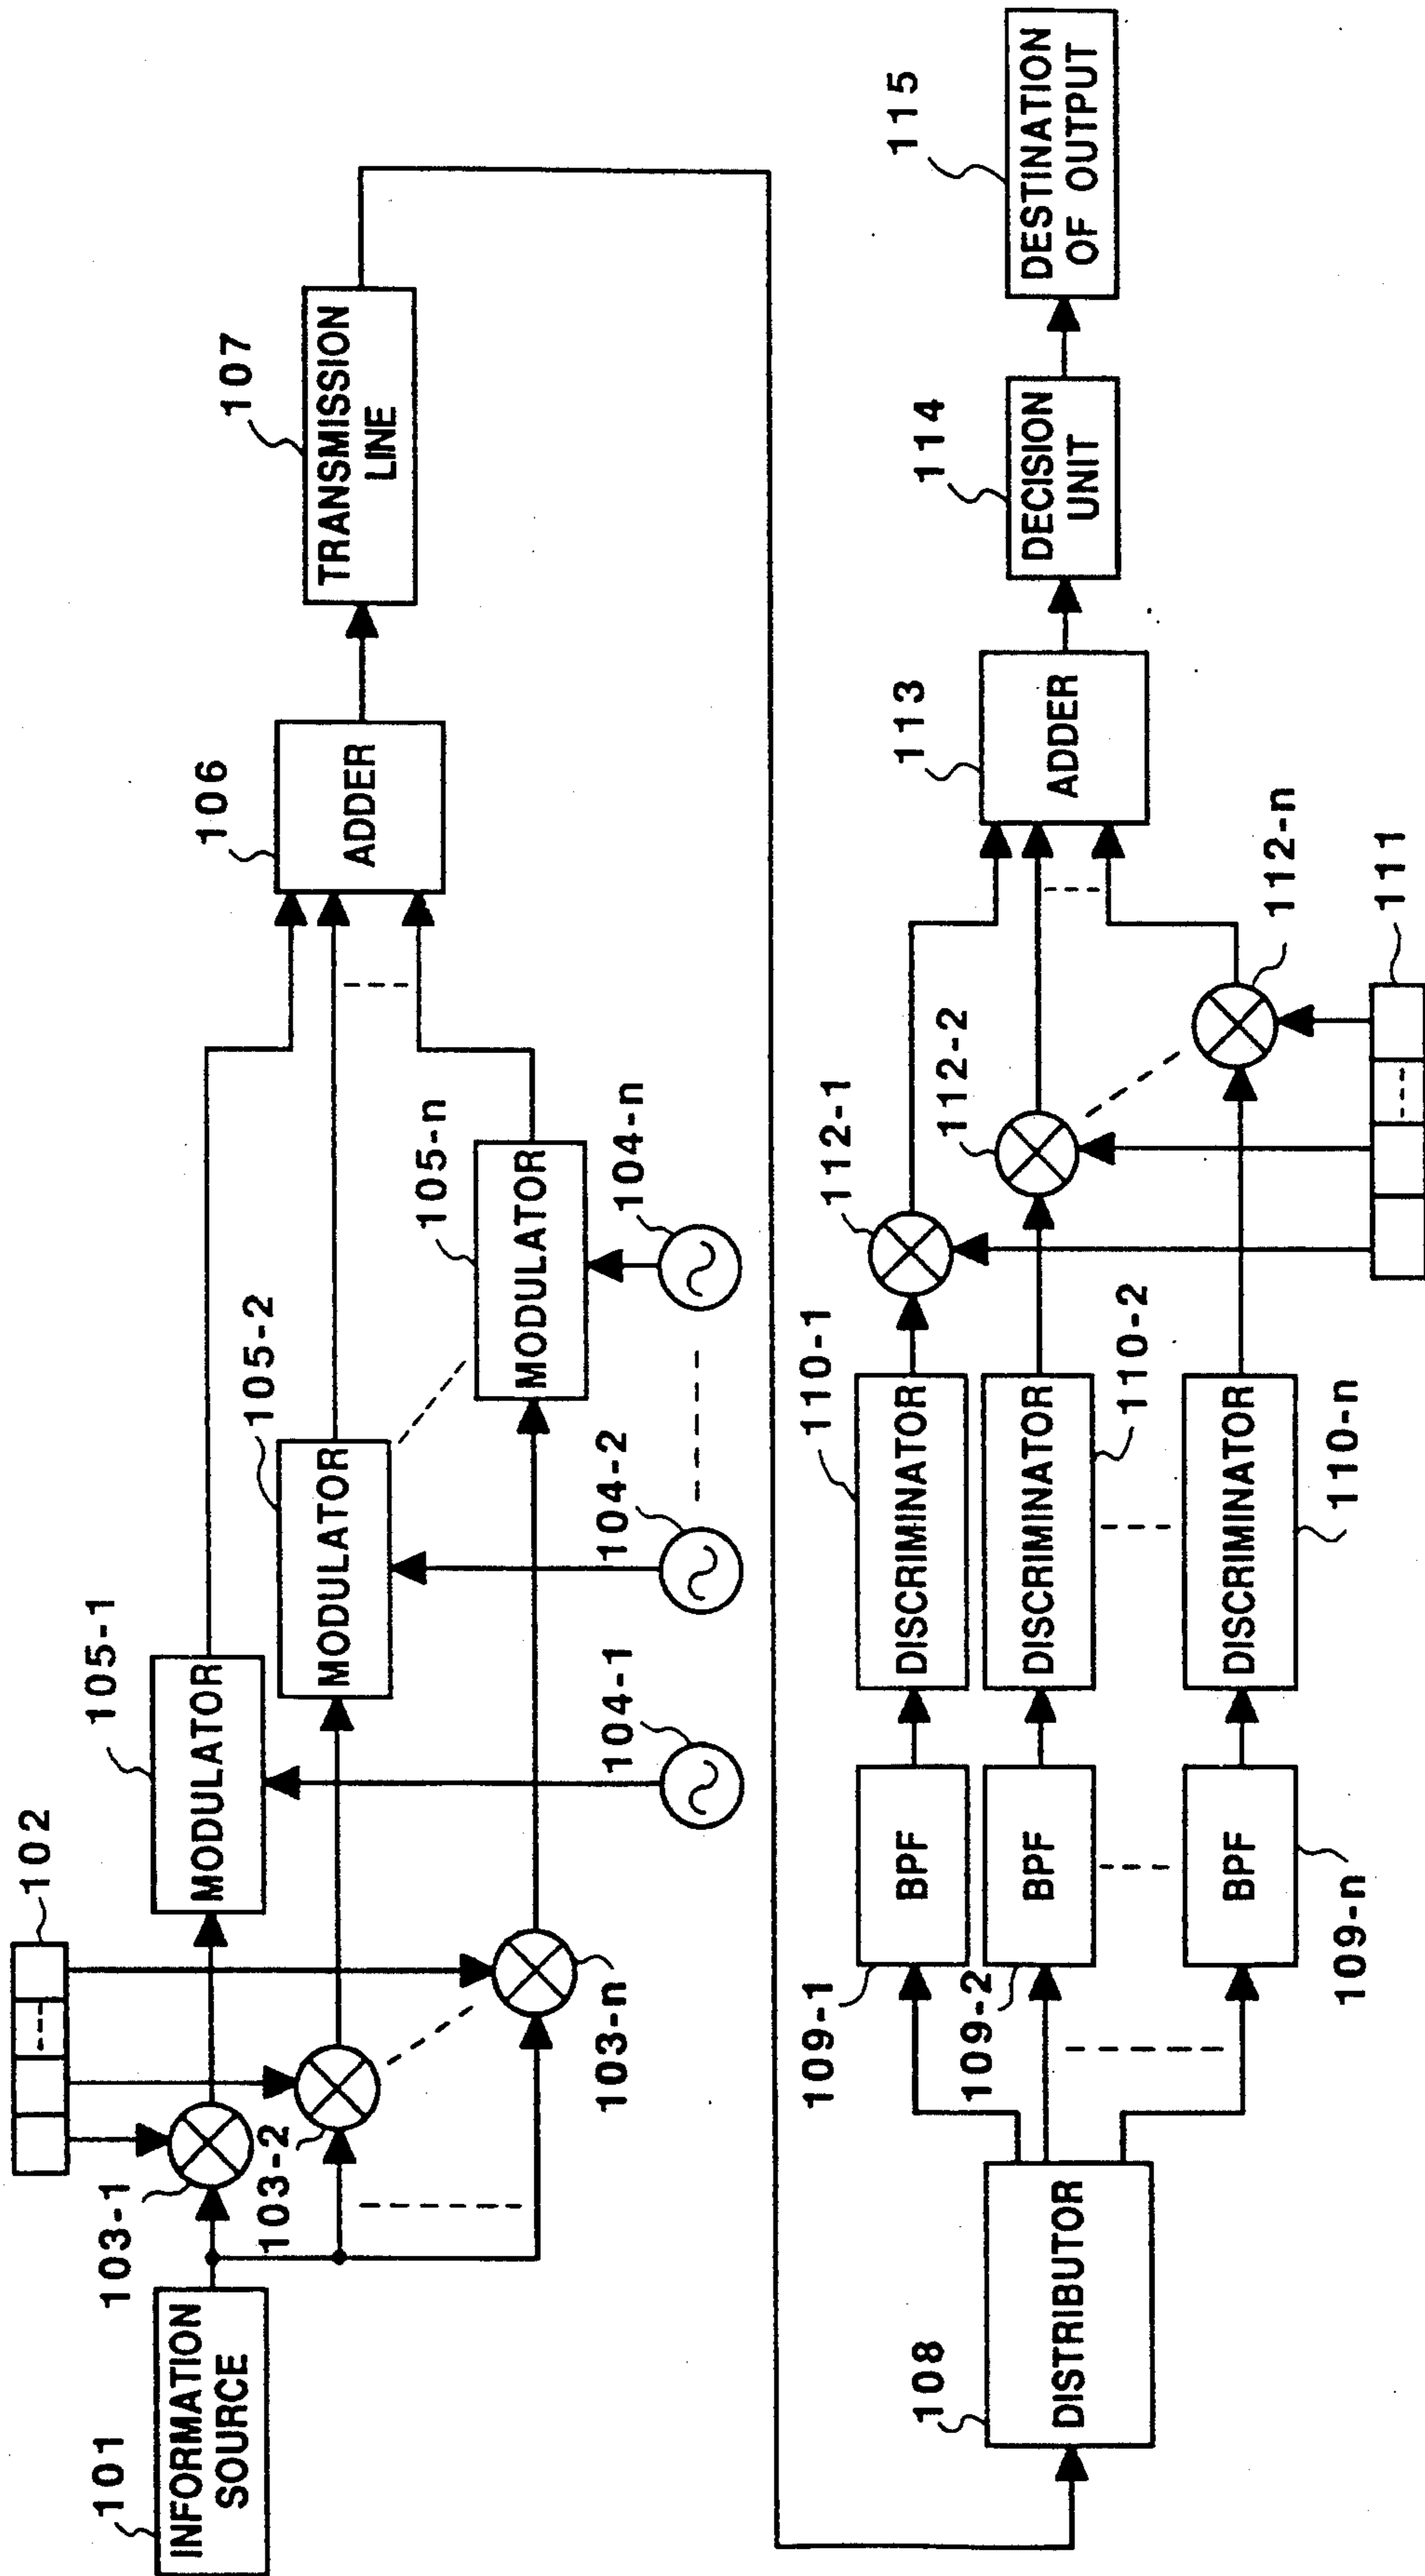 101
INFORMATION
SOURCE
102
103-1
103-2
103-n
104-1
104-2
104-n
105-1
MODULATOR
105-2
MODULATOR
105-n
MODULATOR
106
ADDER
107
TRANSMISSION
LINE
108
DISTRIBUTOR
109-1
BPF
109-2
BPF
109-n
BPF
110-1
DISCRIMINATOR
110-2
DISCRIMINATOR
110-n
DISCRIMINATOR
111
112-1
112-2
112-n
113
ADDER
114
DECISION
UNIT
115
DESTINATION
OF OUTPUT